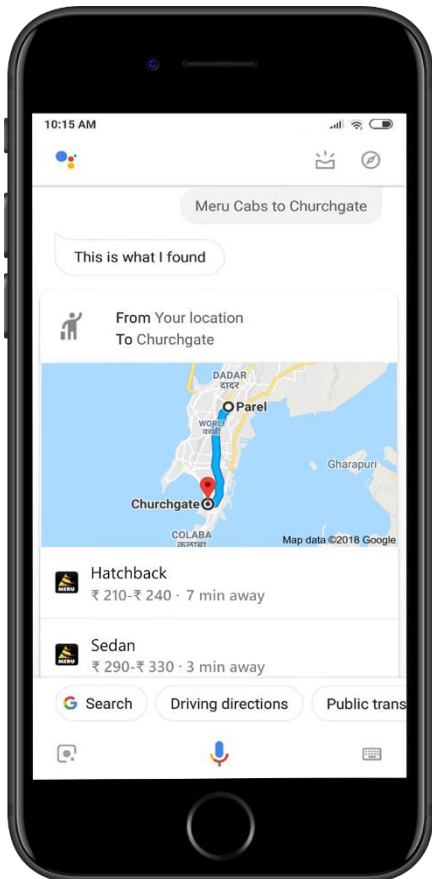 10:15 AM
Meru Cabs to Churchgate
This is what I found
From Your location
To Churchgate
DADAR
दादर
Parel
WORLI
वरळी
Gharapuri
Churchgate
COLABA
कुलाबा
Map data ©2018 Google
MERU
Hatchback
₹ 210-₹ 240 · 7 min away
MERU
Sedan
₹ 290-₹ 330 · 3 min away
G Search
Driving directions
Public trans